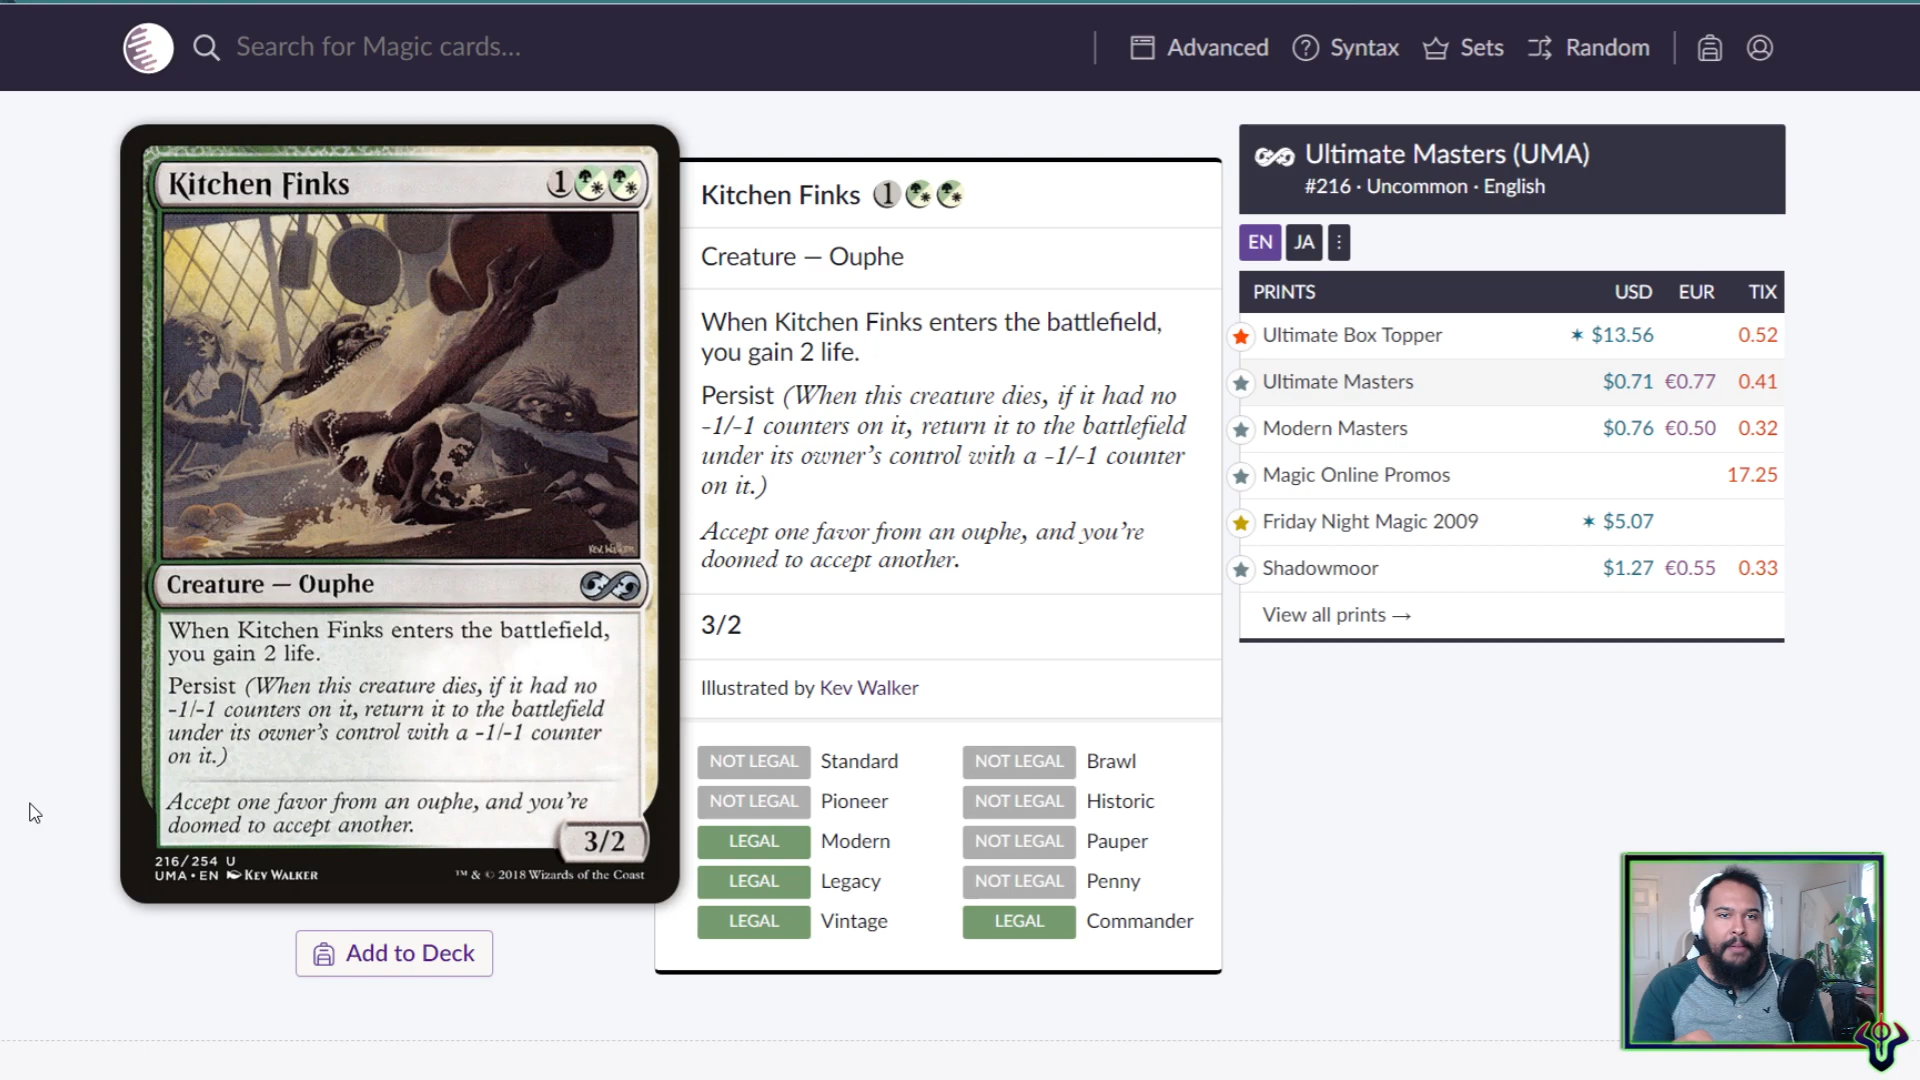 Search for Magic cards...
Advanced
Syntax
Sets
Random
Kitchen Finks 1
Kev Walker
Creature — Ouphe
When Kitchen Finks enters the battlefield,
you gain 2 life.
Persist (When this creature dies, if it had no
-1/-1 counters on it, return it to the battlefield
under its owner's control with a -1/-1 counter
on it.)
Accept one favor from an ouphe, and you're
doomed to accept another.
3/2
216/254 U
UMA • EN Kev Walker
™ & © 2018 Wizards of the Coast
Add to Deck
Kitchen Finks 1
Creature — Ouphe
When Kitchen Finks enters the battlefield,
you gain 2 life.
Persist (When this creature dies, if it had no
-1/-1 counters on it, return it to the battlefield
under its owner's control with a -1/-1 counter
on it.)
Accept one favor from an ouphe, and you're
doomed to accept another.
3/2
Illustrated by Kev Walker
NOT LEGAL Standard NOT LEGAL Brawl
NOT LEGAL Pioneer NOT LEGAL Historic
LEGAL Modern NOT LEGAL Pauper
LEGAL Legacy NOT LEGAL Penny
LEGAL Vintage LEGAL Commander
Ultimate Masters (UMA)
#216 · Uncommon · English
EN JA
PRINTS USD EUR TIX
Ultimate Box Topper $13.56 0.52
Ultimate Masters $0.71 €0.77 0.41
Modern Masters $0.76 €0.50 0.32
Magic Online Promos 17.25
Friday Night Magic 2009 $5.07
Shadowmoor $1.27 €0.55 0.33
View all prints →